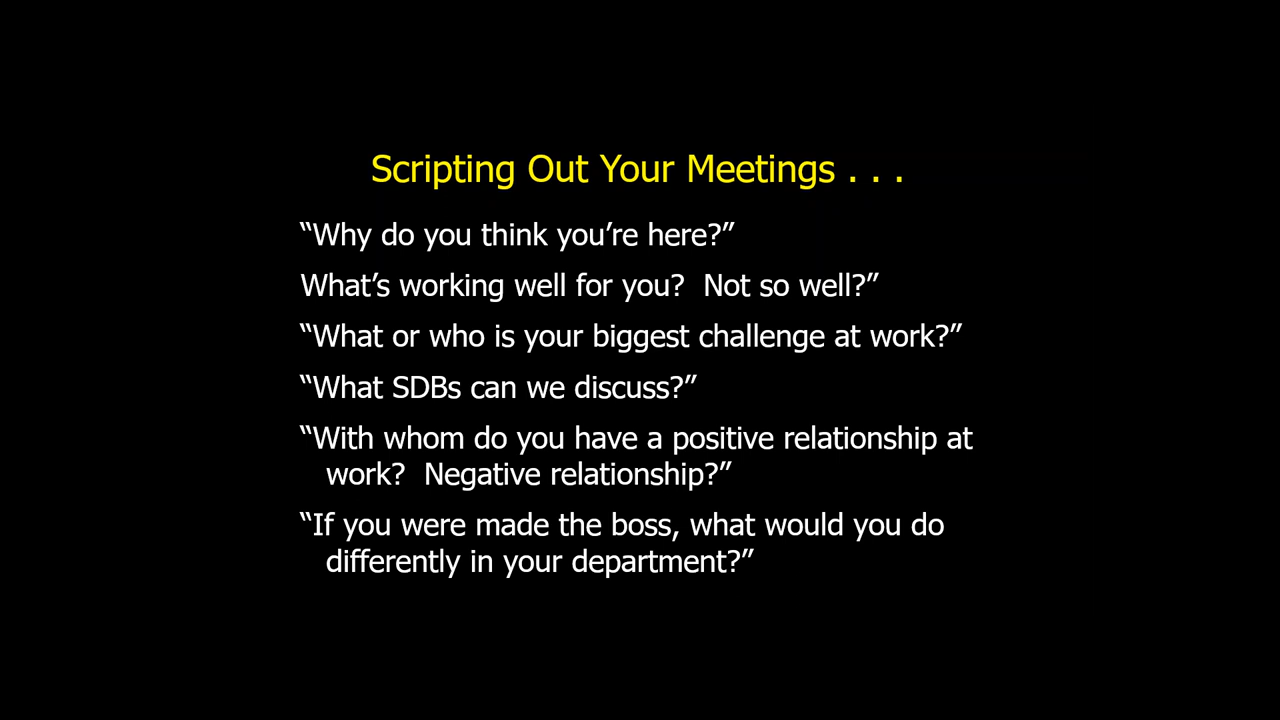 Scripting Out Your Meetings . . .
“Why do you think you’re here?”
What’s working well for you?  Not so well?”
“What or who is your biggest challenge at work?”
“What SDBs can we discuss?”
“With whom do you have a positive relationship at
work?  Negative relationship?”
“If you were made the boss, what would you do
differently in your department?”